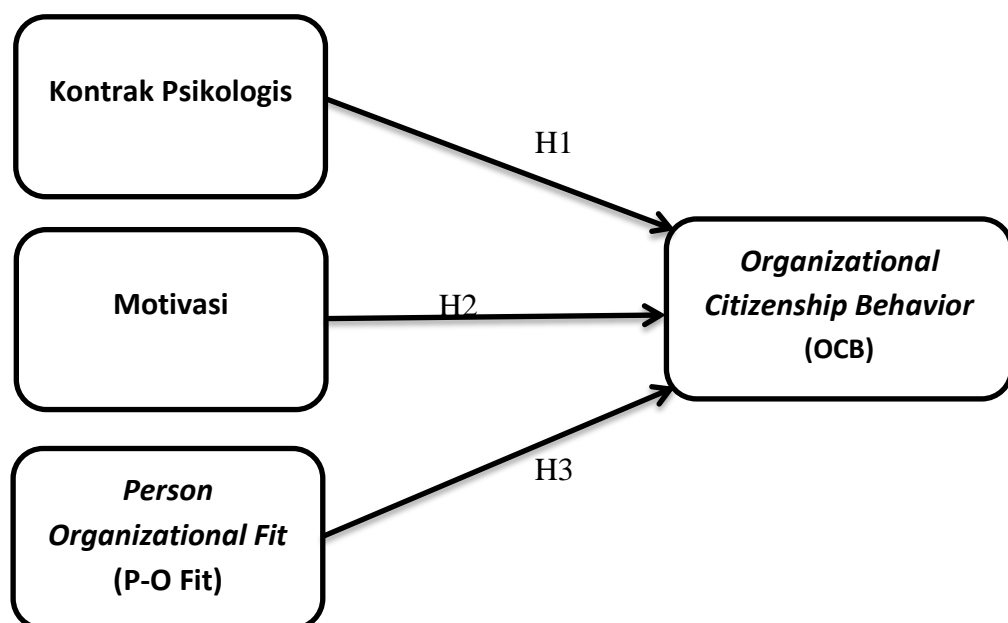 Kontrak Psikologis
H1
Motivasi
H2
Organizational
Citizenship Behavior
(OCB)
Person
Organizational Fit
(P-O Fit)
H3